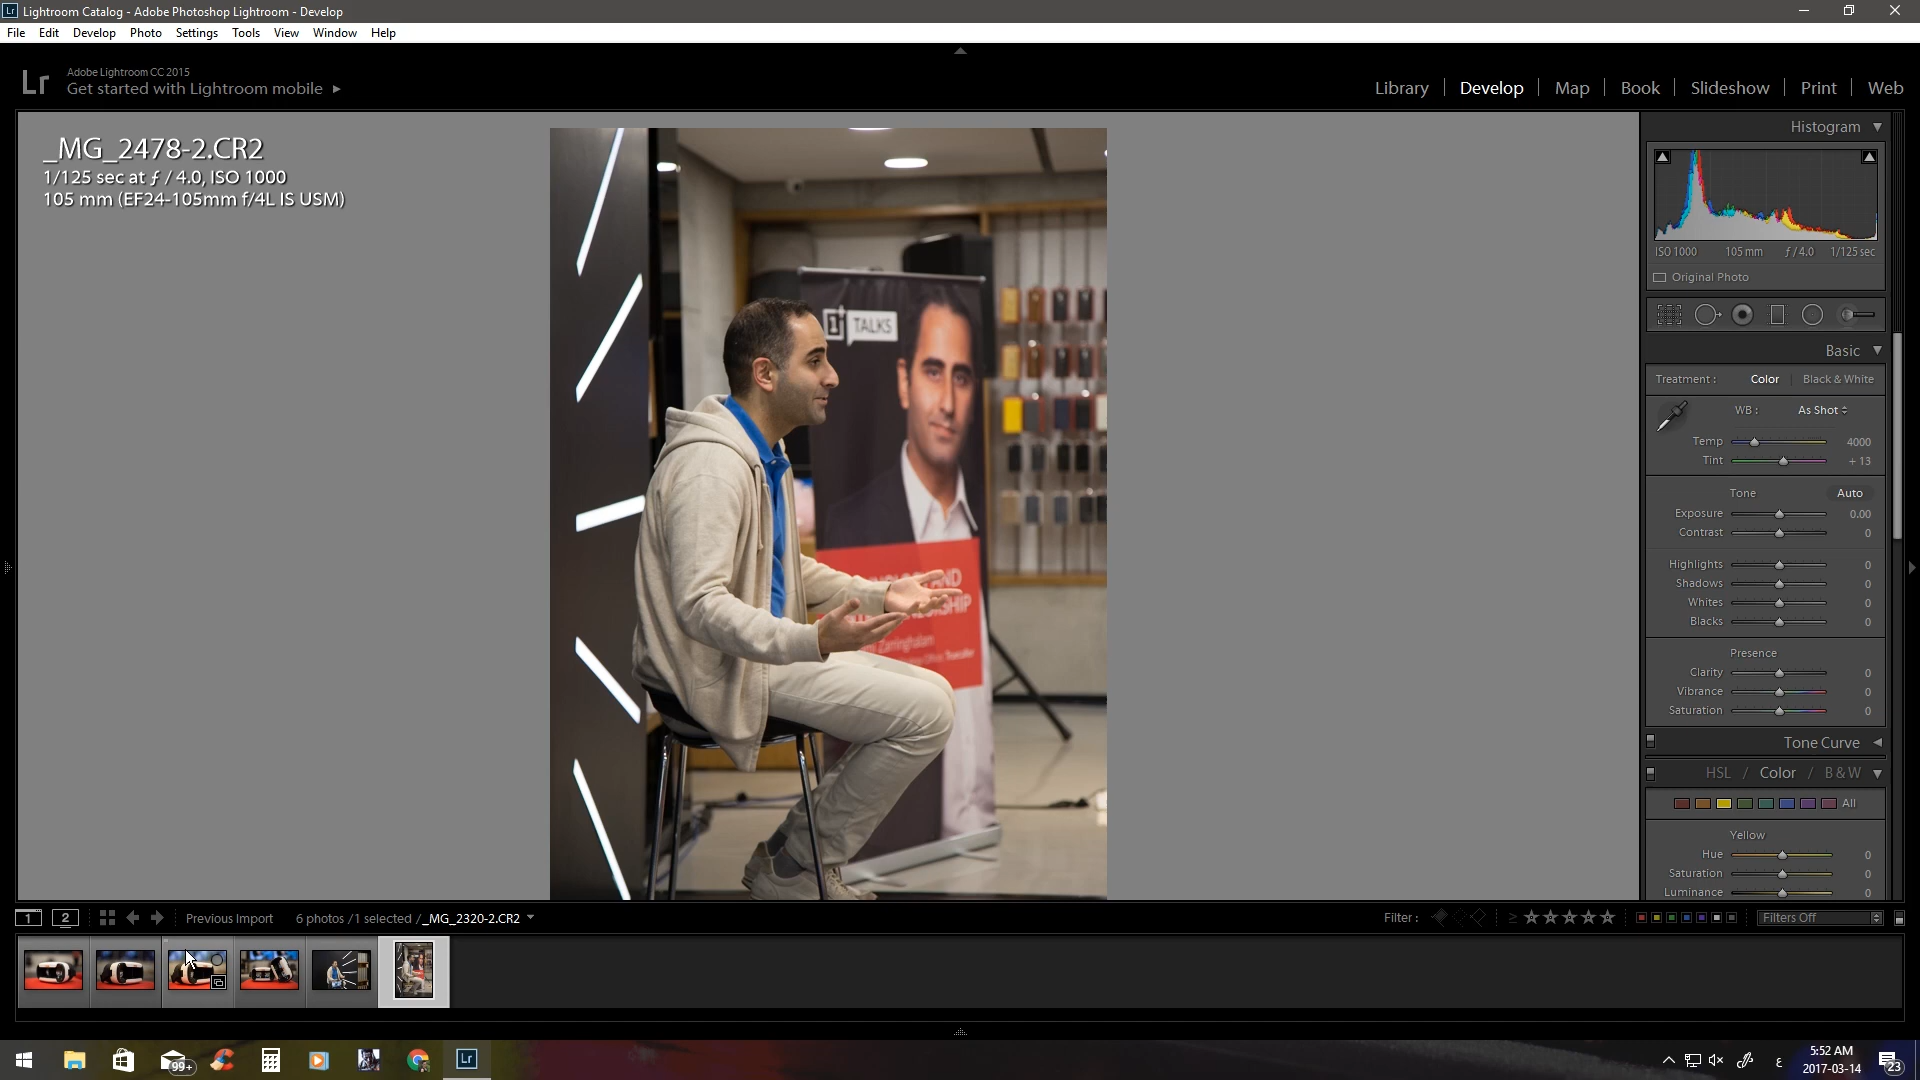 Lightroom Catalog - Adobe Photoshop Lightroom - Develop
File Edit Develop Photo Settings Tools View Window Help
Lr
Adobe Lightroom CC 2015
Get started with Lightroom mobile
Library Develop Map Book Slideshow Print Web
_MG_2478-2.CR2
1/125 sec at ƒ / 4.0, ISO 1000
105 mm (EF24-105mm f/4L IS USM)
TALKS
Histogram
ISO 1000 105 mm ƒ / 4.0 1/125 sec
Original Photo
Basic
Treatment : Color Black & White
WB : As Shot
Temp 4000
Tint + 13
Tone Auto
Exposure 0.00
Contrast 0
Highlights 0
Shadows 0
Whites 0
Blacks 0
Presence
Clarity 0
Vibrance 0
Saturation 0
Tone Curve
HSL / Color / B & W
All
Yellow
Hue 0
Saturation 0
Luminance 0
1 2 Previous Import 6 photos / 1 selected / _MG_2320-2.CR2 Filter : ≥ Filters Off
99+ Lr ع 5:52 AM
2017-03-14 23